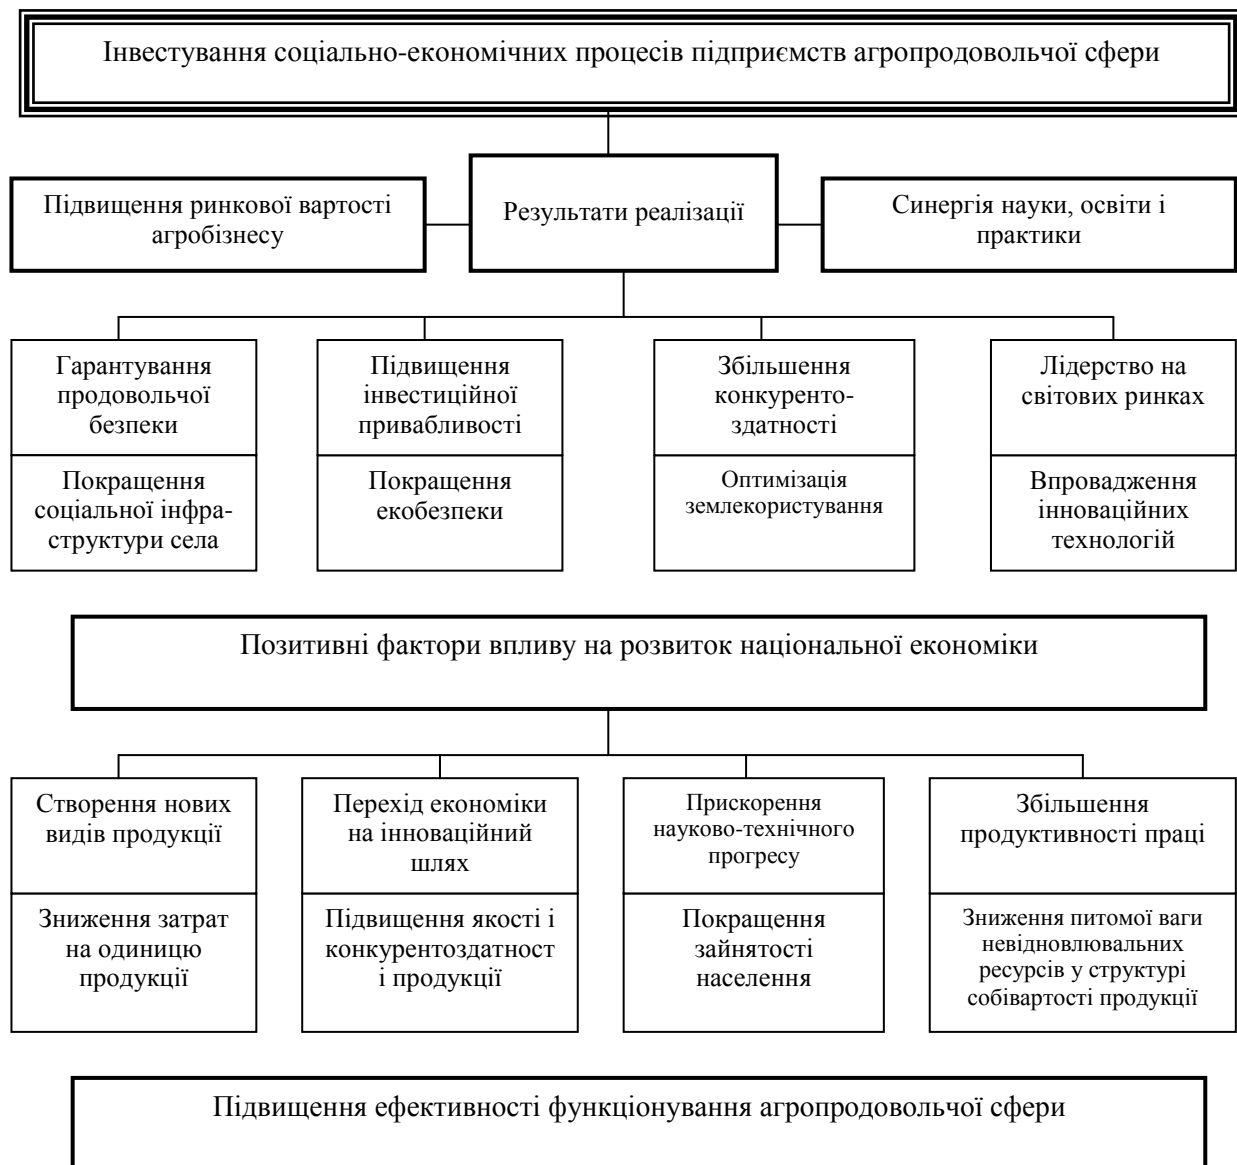 Інвестування соціально-економічних процесів підприємств агропродовольчої сфери
Підвищення ринкової вартості
агробізнесу
Результати реалізації
Синергія науки, освіти і
практики
Гарантування
продовольчої
безпеки
Підвищення
інвестиційної
привабливості
Збільшення
конкуренто-
здатності
Лідерство на
світових ринках
Покращення
соціальної інфра-
структури села
Покращення
екобезпеки
Оптимізація
землекористування
Впровадження
інноваційних
технологій
Позитивні фактори впливу на розвиток національної економіки
Створення нових
видів продукції
Перехід економіки
на інноваційний
шлях
Прискорення
науково-технічного
прогресу
Збільшення
продуктивності праці
Зниження затрат
на одиницю
продукції
Підвищення якості і
конкурентоздатност
і продукції
Покращення
зайнятості
населення
Зниження питомої ваги
невідновлювальних
ресурсів у структурі
собівартості продукції
Підвищення ефективності функціонування агропродовольчої сфери